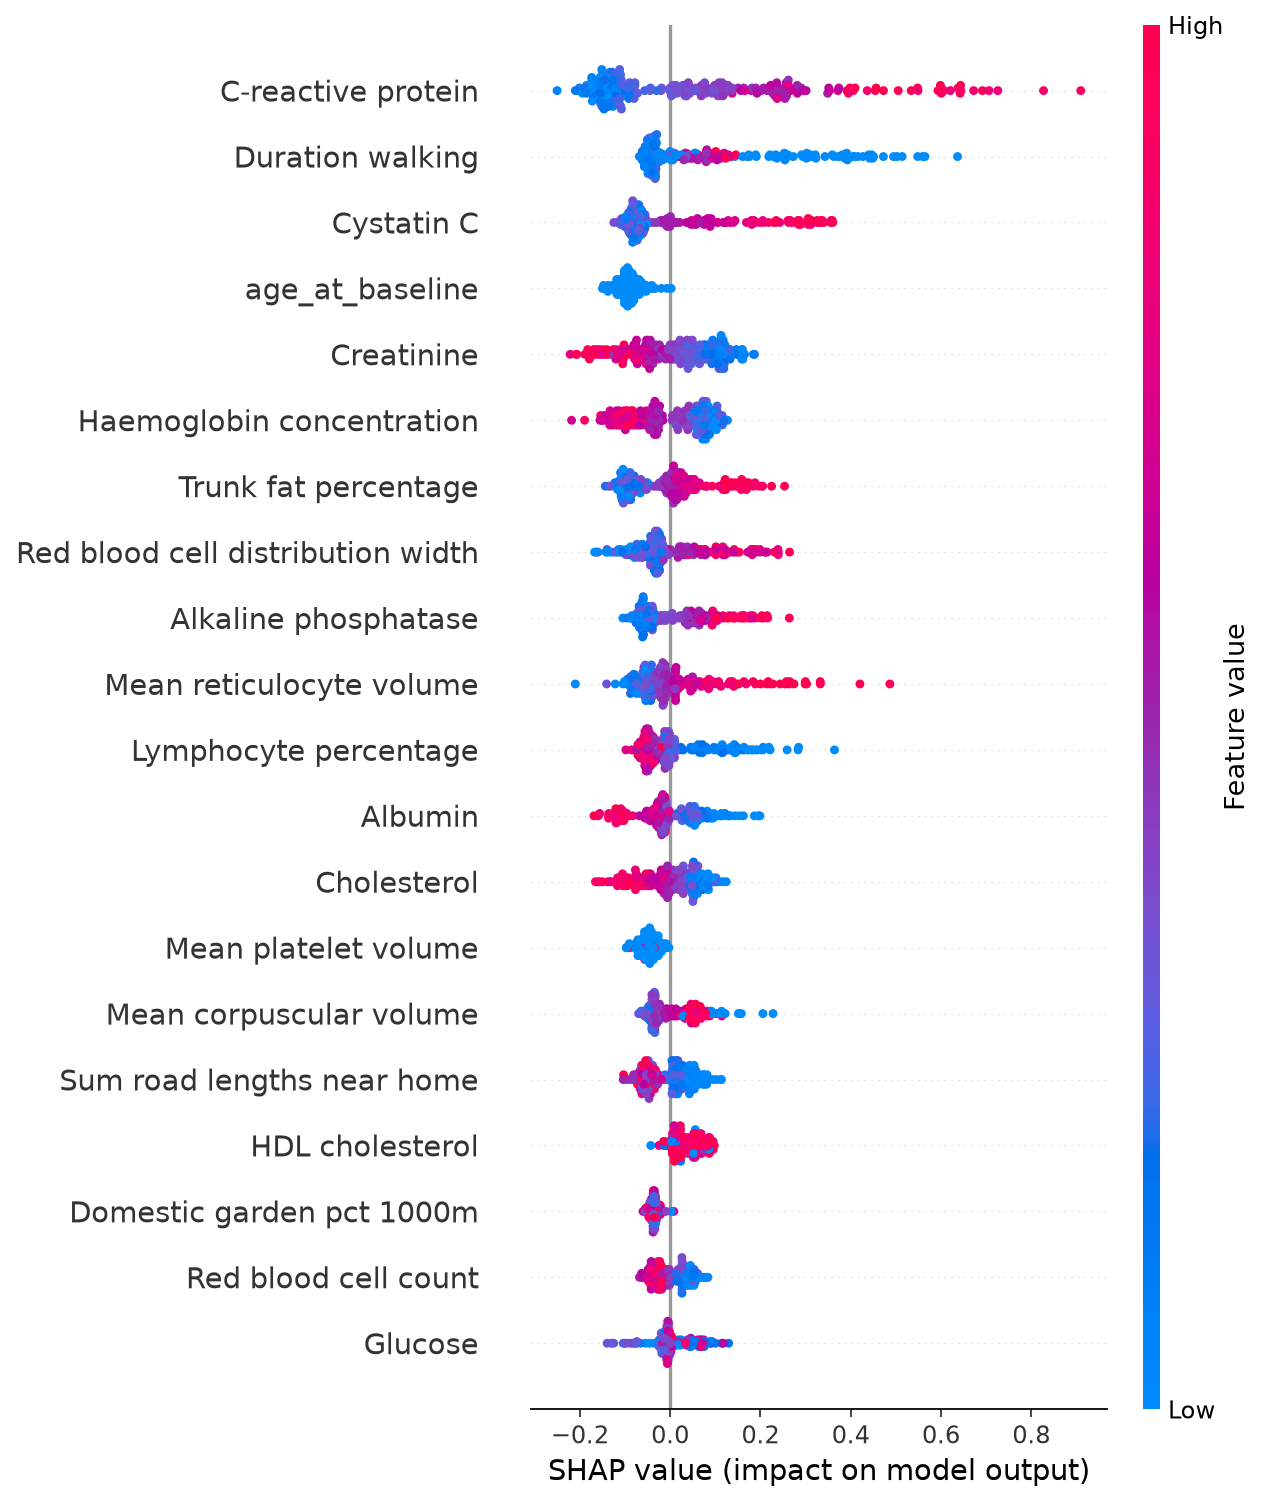 High
C-reactive protein
Duration walking
Cystatin C
age_at_baseline
Creatinine
Haemoglobin concentration
Trunk fat percentage
Red blood cell distribution width
Alkaline phosphatase
Mean reticulocyte volume
Lymphocyte percentage
Albumin
Cholesterol
Mean platelet volume
Mean corpuscular volume
Sum road lengths near home
HDL cholesterol
Domestic garden pct 1000m
Red blood cell count
Glucose
Feature value
Low
−0.2 0.0 0.2 0.4 0.6 0.8
SHAP value (impact on model output)